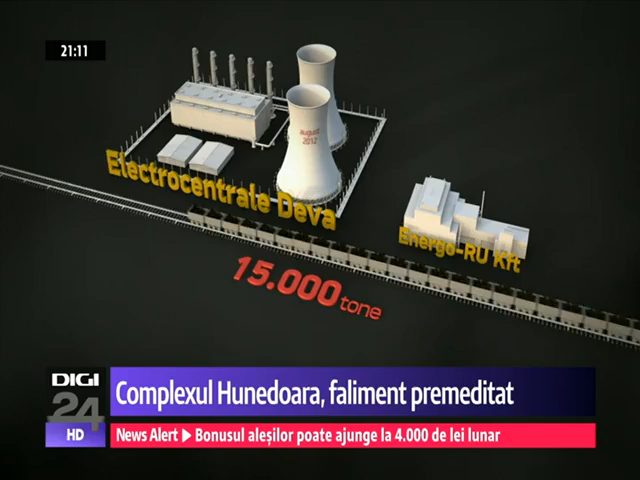 21:11
august
2012
Electrocentrale Deva
Energo-RU Kft
15.000 tone
DIGI
24
HD
Complexul Hunedoara, faliment premeditat
News Alert ▶ Bonusul aleșilor poate ajunge la 4.000 de lei lunar